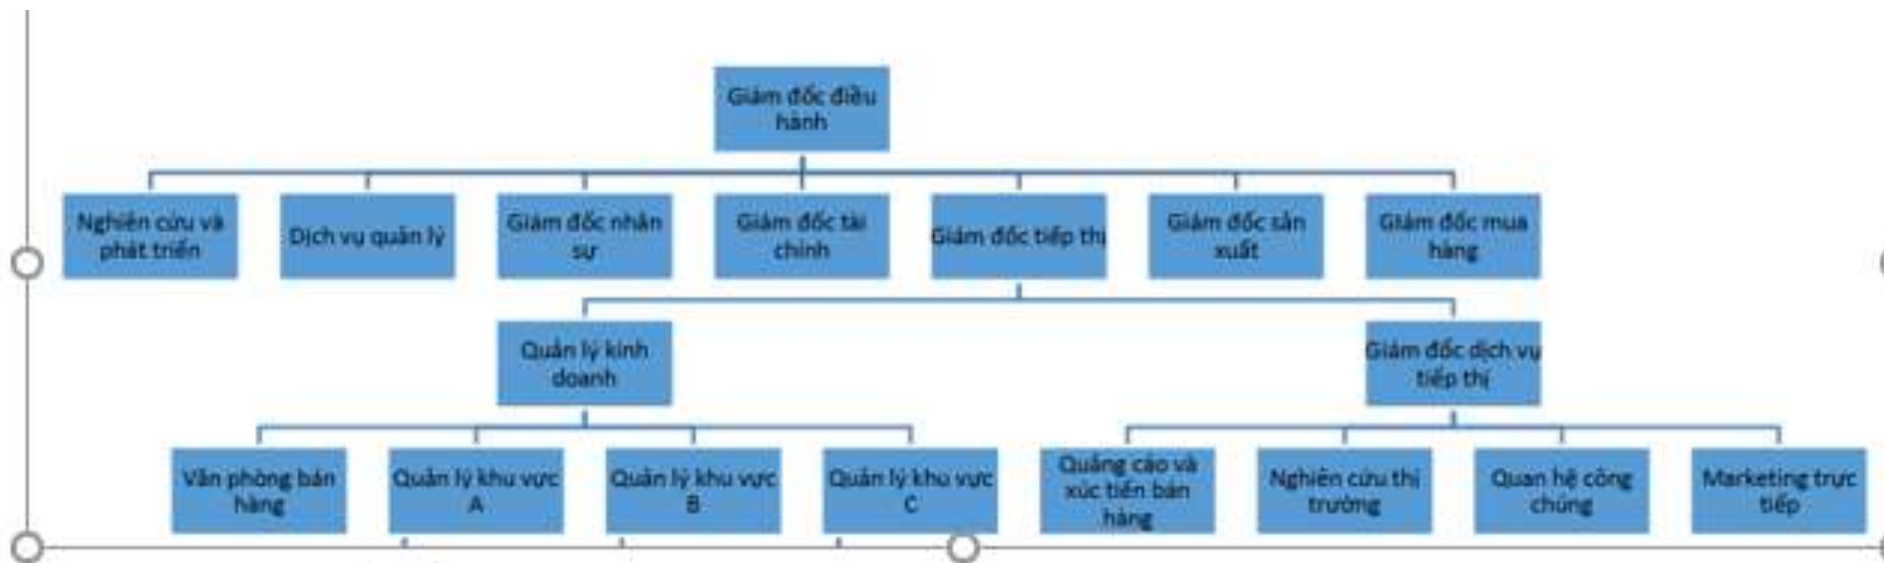 Giám đốc điều
hành
Nghiên cứu và
phát triển
Dịch vụ quản lý
Giám đốc nhân
sự
Giám đốc tài
chính
Giám đốc tiếp thị
Giám đốc sản
xuất
Giám đốc mua
hàng
Quản lý kinh
doanh
Giám đốc dịch vụ
tiếp thị
Văn phòng bán
hàng
Quản lý khu vực
A
Quản lý khu vực
B
Quản lý khu vực
C
Quảng cáo và
xúc tiến bán
hàng
Nghiên cứu thị
trường
Quan hệ công
chúng
Marketing trực
tiếp